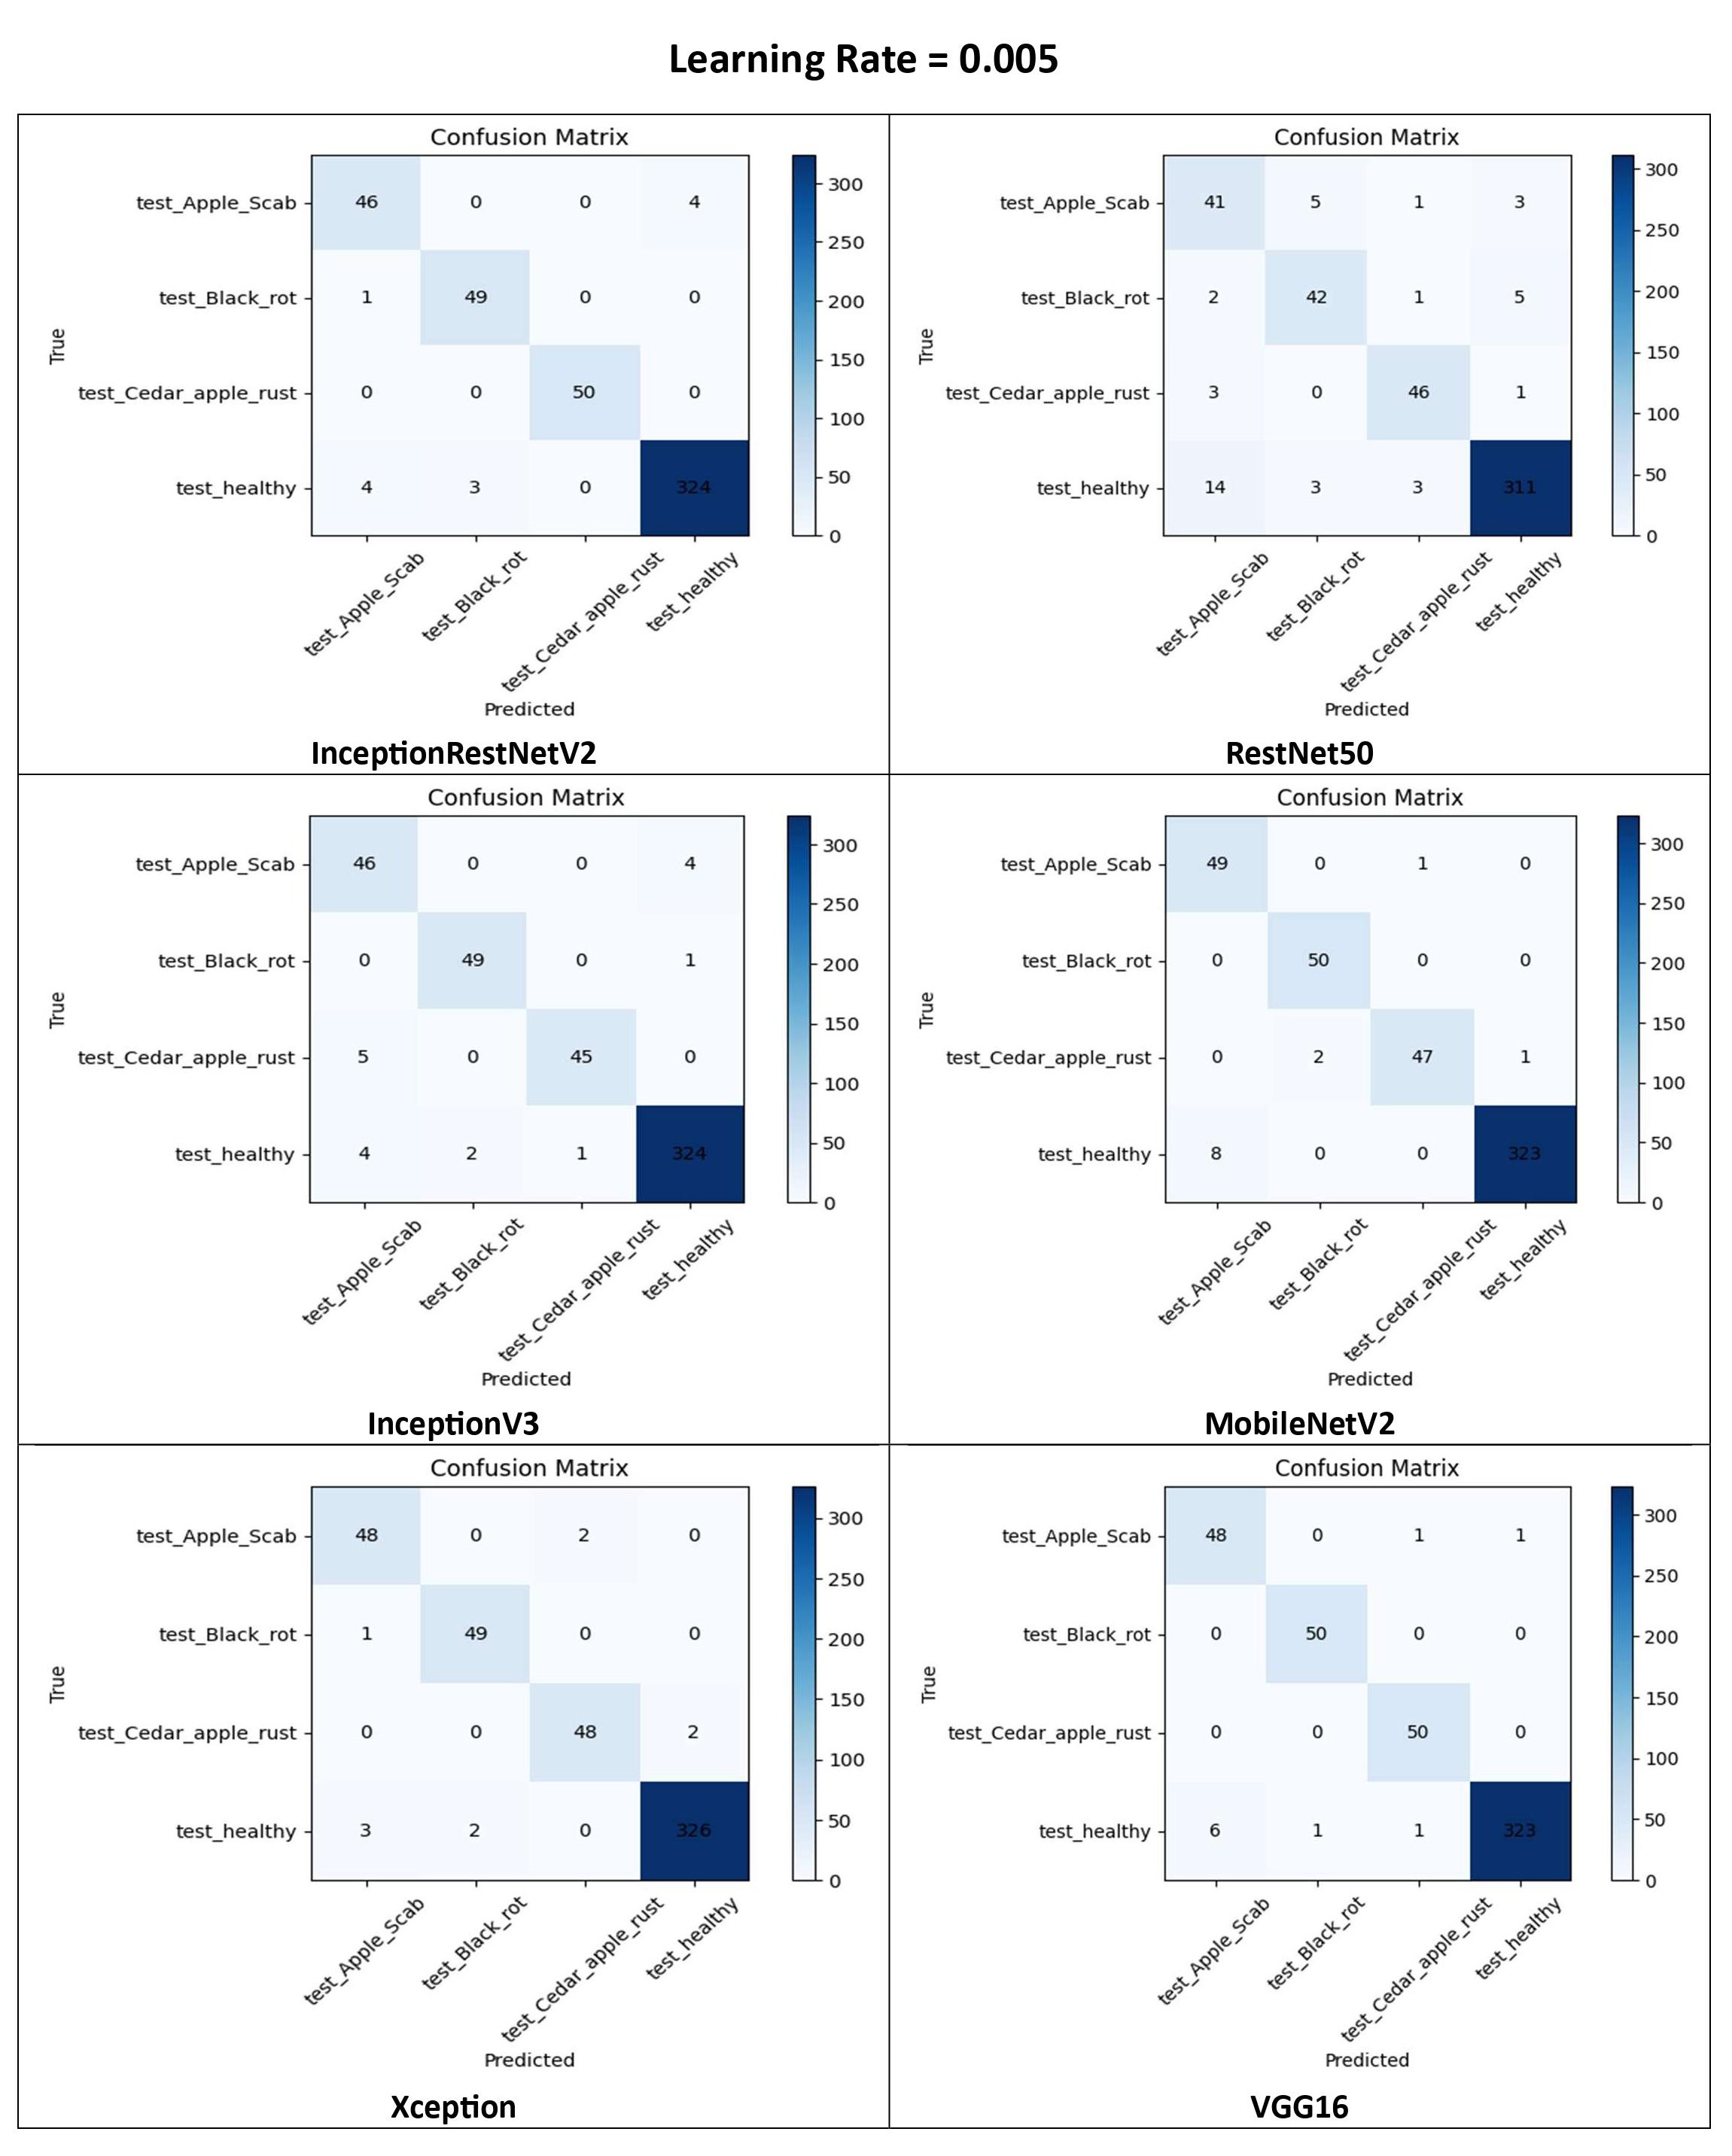 Learning Rate = 0.005
Confusion Matrix
test_Apple_Scab 46 0 0 4
test_Black_rot 1 49 0 0
test_Cedar_apple_rust 0 0 50 0
test_healthy 4 3 0 324
True
300
250
200
150
100
50
0
test_Apple_Scab
test_Black_rot
test_Cedar_apple_rust
test_healthy
Predicted
InceptionRestNetV2
Confusion Matrix
test_Apple_Scab 41 5 1 3
test_Black_rot 2 42 1 5
test_Cedar_apple_rust 3 0 46 1
test_healthy 14 3 3 311
True
300
250
200
150
100
50
0
test_Apple_Scab
test_Black_rot
test_Cedar_apple_rust
test_healthy
Predicted
RestNet50
Confusion Matrix
test_Apple_Scab 46 0 0 4
test_Black_rot 0 49 0 1
test_Cedar_apple_rust 5 0 45 0
test_healthy 4 2 1 324
True
300
250
200
150
100
50
0
test_Apple_Scab
test_Black_rot
test_Cedar_apple_rust
test_healthy
Predicted
InceptionV3
Confusion Matrix
test_Apple_Scab 49 0 1 0
test_Black_rot 0 50 0 0
test_Cedar_apple_rust 0 2 47 1
test_healthy 8 0 0 323
True
300
250
200
150
100
50
0
test_Apple_Scab
test_Black_rot
test_Cedar_apple_rust
test_healthy
Predicted
MobileNetV2
Confusion Matrix
test_Apple_Scab 48 0 2 0
test_Black_rot 1 49 0 0
test_Cedar_apple_rust 0 0 48 2
test_healthy 3 2 0 326
True
300
250
200
150
100
50
0
test_Apple_Scab
test_Black_rot
test_Cedar_apple_rust
test_healthy
Predicted
Xception
Confusion Matrix
test_Apple_Scab 48 0 1 1
test_Black_rot 0 50 0 0
test_Cedar_apple_rust 0 0 50 0
test_healthy 6 1 1 323
True
300
250
200
150
100
50
0
test_Apple_Scab
test_Black_rot
test_Cedar_apple_rust
test_healthy
Predicted
VGG16